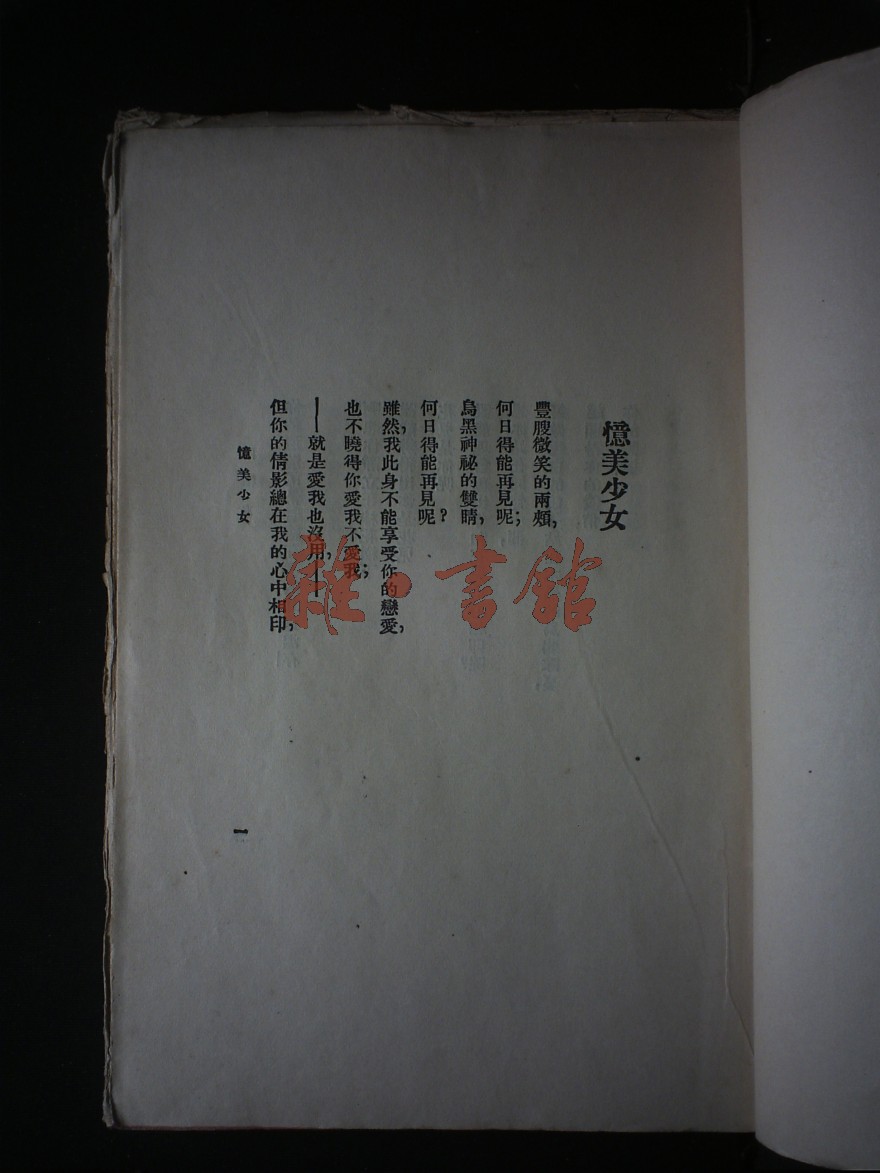 憶美少女
豐腴微笑的兩頰,
何日得能再見呢;
烏黑神祕的雙睛,
何日得能再見呢?
雖然,我此身不能享受你的戀愛,
也不曉得你愛我不愛我;
——就是愛我也沒用,——
但你的倩影總在我的心中相印,
憶美少女
一
雜·書館